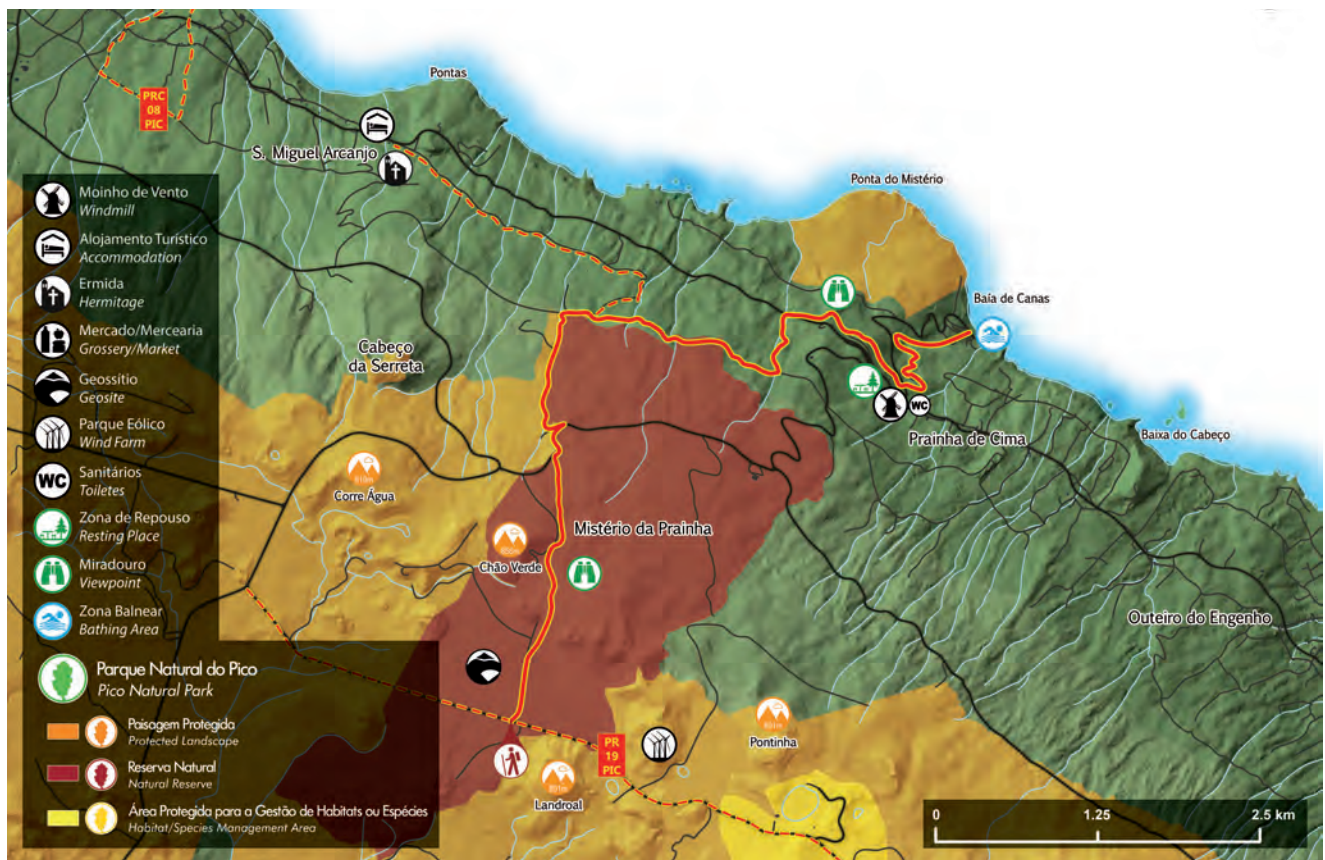 Pontas
PRC
08
PIC
S. Miguel Arcanjo
Ponta do Mistério
Baía de Canas
Cabeço
da Serreta
WC
Prainha de Cima
Baixa do Cabeço
Corre Água
Mistério da Prainha
Chão Verde
Outeiro do Engenho
PR
19
PIC
Pontinha
Landroal
Moinho de Vento
Windmill
Alojamento Turístico
Accommodation
Ermida
Hermitage
Mercado/Mercearia
Grossery/Market
Geossítio
Geosite
Parque Eólico
Wind Farm
WC
Sanitários
Toiletes
Zona de Repouso
Resting Place
Miradouro
Viewpoint
Zona Balnear
Bathing Area
Parque Natural do Pico
Pico Natural Park
Paisagem Protegida
Protected Landscape
Reserva Natural
Natural Reserve
Área Protegida para a Gestão de Habitats ou Espécies
Habitat/Species Management Area
0 1.25 2.5 km